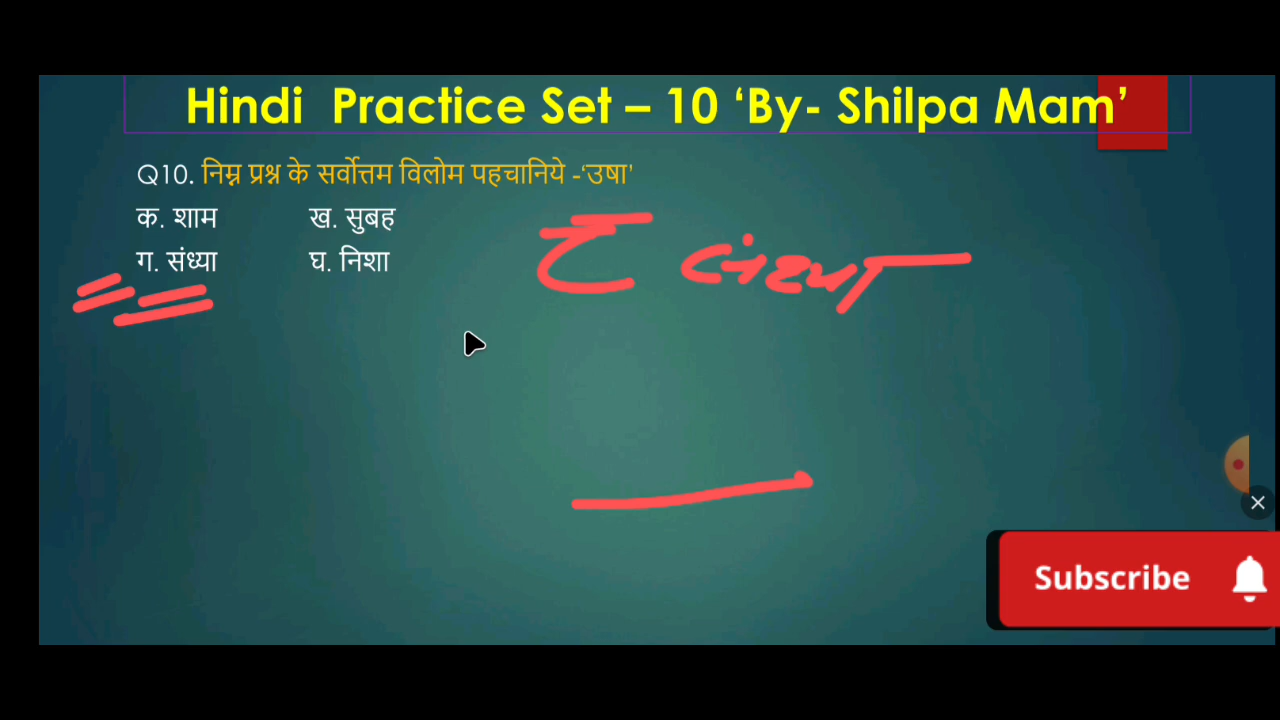 Hindi Practice Set – 10 ‘By- Shilpa Mam’
Q10. निम्न प्रश्न के सर्वोत्तम विलोम पहचानिये -‘उषा'
क. शाम ख. सुबह
ग. संध्या घ. निशा
संध्या
Subscribe